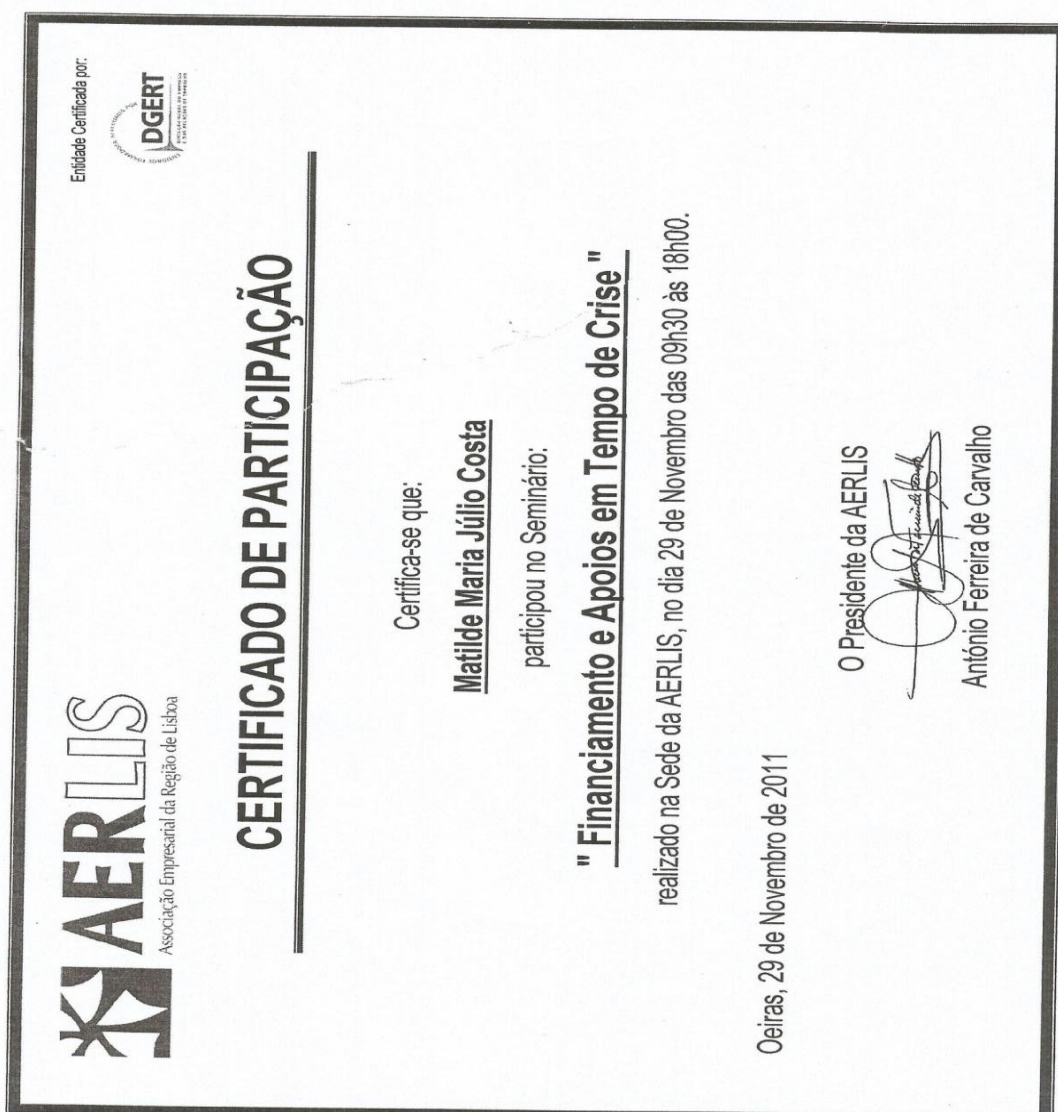 AERLIS
Associação Empresarial da Região de Lisboa
Entidade Certificada por:
DGERT
CERTIFICADO DE PARTICIPAÇÃO
Certifica-se que:
Matilde Maria Júlio Costa
participou no Seminário:
" Financiamento e Apoios em Tempo de Crise "
realizado na Sede da AERLIS, no dia 29 de Novembro das 09h30 às 18h00.
Oeiras, 29 de Novembro de 2011
O Presidente da AERLIS
António Ferreira de Carvalho